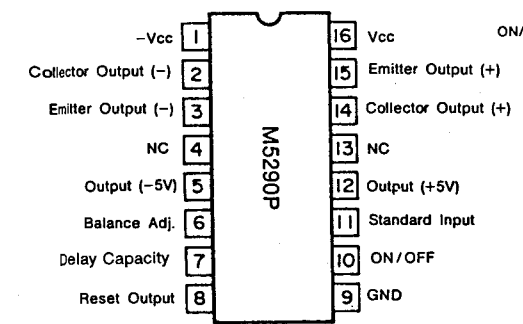 ON/
-Vcc 1 16 Vcc
Collector Output (-) 2 15 Emitter Output (+)
Emitter Output (-) 3 14 Collector Output (+)
NC 4 13 NC
Output (-5V) 5 12 Output (+5V)
Balance Adj. 6 11 Standard Input
Delay Capacity 7 10 ON/OFF
Reset Output 8 9 GND
M5290P